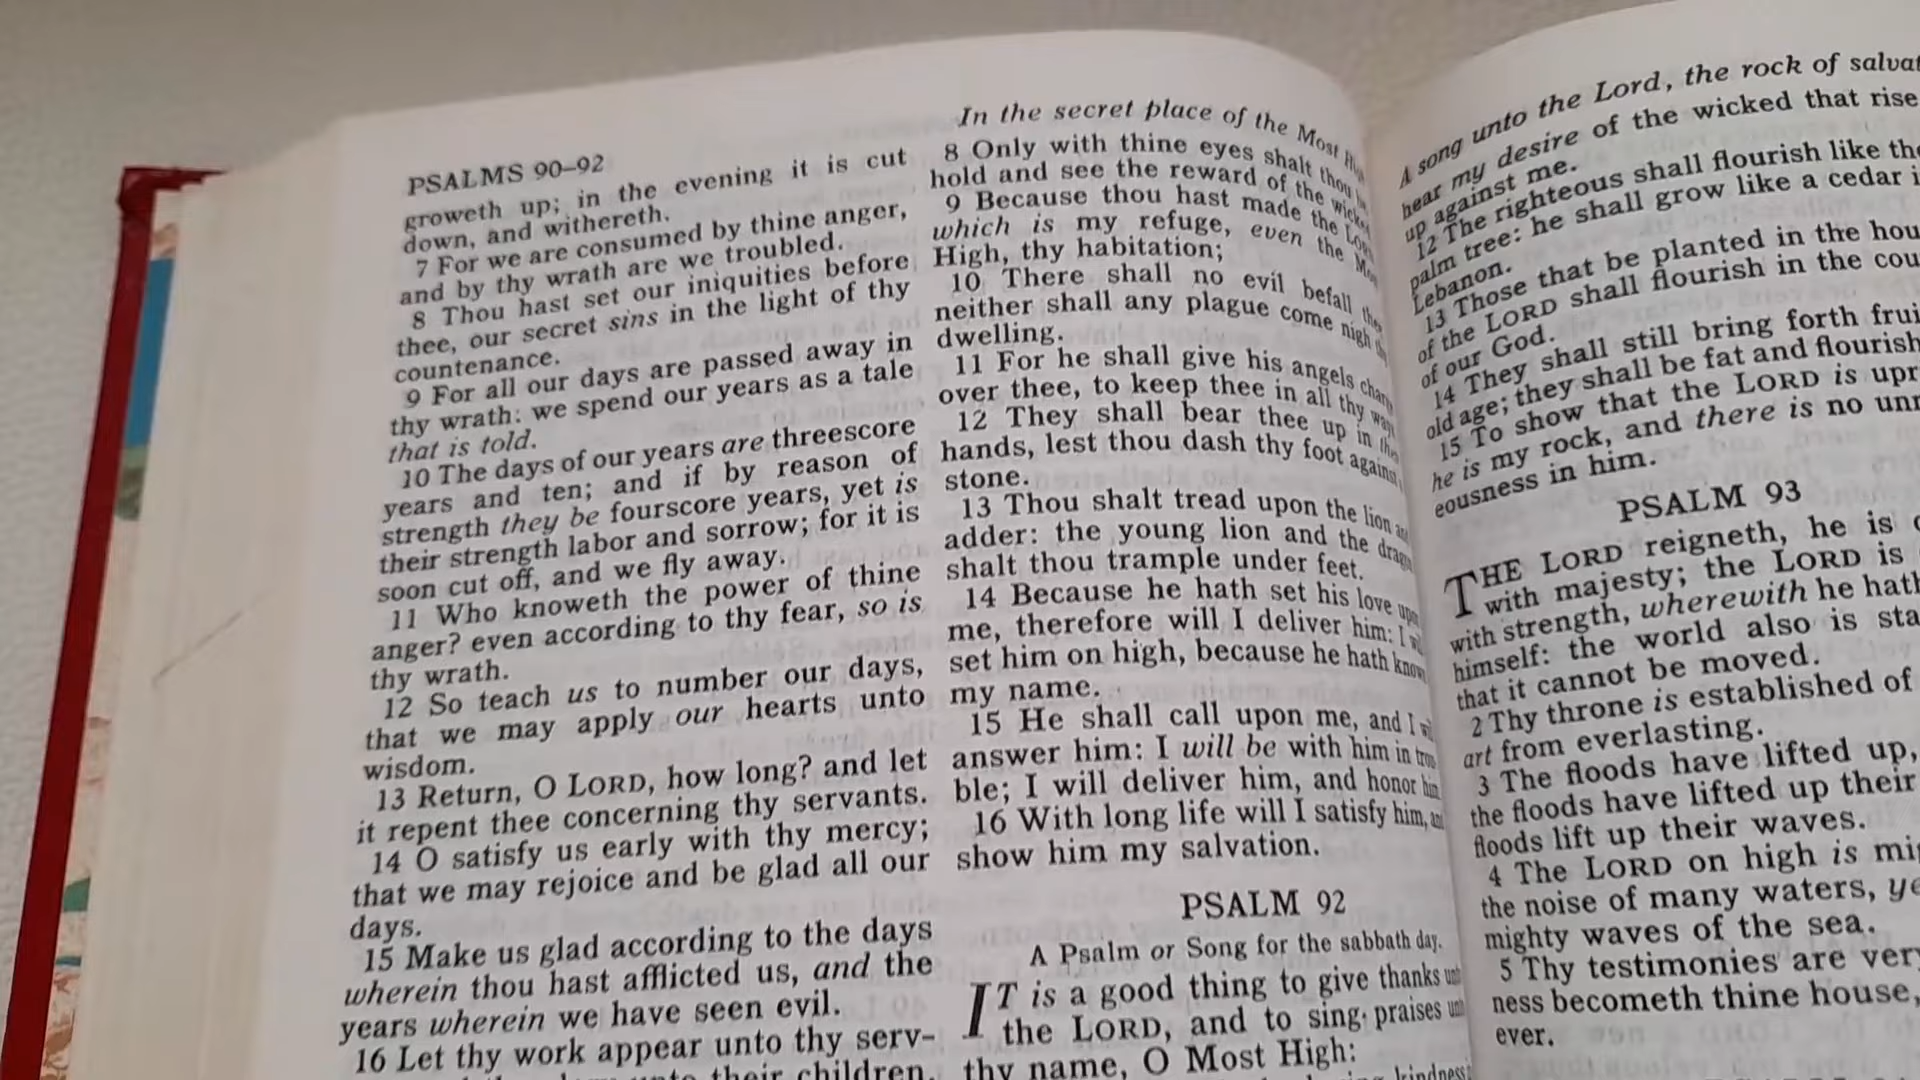 PSALMS 90–92
groweth up; in the evening it is cut
down, and withereth.
7 For we are consumed by thine anger,
and by thy wrath are we troubled.
8 Thou hast set our iniquities before
thee, our secret sins in the light of thy
countenance.
9 For all our days are passed away in
thy wrath: we spend our years as a tale
that is told.
10 The days of our years are threescore
years and ten; and if by reason of
strength they be fourscore years, yet is
their strength labor and sorrow; for it is
soon cut off, and we fly away.
11 Who knoweth the power of thine
anger? even according to thy fear, so is
thy wrath.
12 So teach us to number our days,
that we may apply our hearts unto
wisdom.
13 Return, O LORD, how long? and let
it repent thee concerning thy servants.
14 O satisfy us early with thy mercy;
that we may rejoice and be glad all our
days.
15 Make us glad according to the days
wherein thou hast afflicted us, and the
years wherein we have seen evil.
16 Let thy work appear unto thy serv-
their children.
In the secret place of the Most
8 Only with thine eyes shalt thou
hold and see the reward of the
9 Because thou hast made the
which is my refuge, even the
High, thy habitation;
10 There shall no evil befall
neither shall any plague come nigh
dwelling.
11 For he shall give his angels
over thee, to keep thee in all thy
12 They shall bear thee up in
hands, lest thou dash thy foot against
stone.
13 Thou shalt tread upon the lion
adder: the young lion and the
shalt thou trample under feet.
14 Because he hath set his love
me, therefore will I deliver him: I
set him on high, because he hath
my name.
15 He shall call upon me, and I
answer him: I will be with him in
ble; I will deliver him, and honor
16 With long life will I satisfy him,
show him my salvation.
PSALM 92
A Psalm or Song for the sabbath day.
IT is a good thing to give thanks
the LORD, and to sing praises
thy name, O Most High:
A song unto the Lord, the rock of
hear my desire of the wicked that rise
up against me.
12 The righteous shall flourish like the
palm tree: he shall grow like a cedar
Lebanon.
13 Those that be planted in the
of the LORD shall flourish in the
of our God.
14 They shall still bring forth
old age; they shall be fat and flourish
15 To show that the LORD is
he is my rock, and there is no
eousness in him.
PSALM 93
THE LORD reigneth, he is
with majesty; the LORD is
with strength, wherewith he
himself: the world also is
that it cannot be moved.
2 Thy throne is established of
art from everlasting.
3 The floods have lifted up,
the floods have lifted up their
floods lift up their waves.
4 The LORD on high is
the noise of many waters,
mighty waves of the sea.
5 Thy testimonies are
ness becometh thine house,
ever.